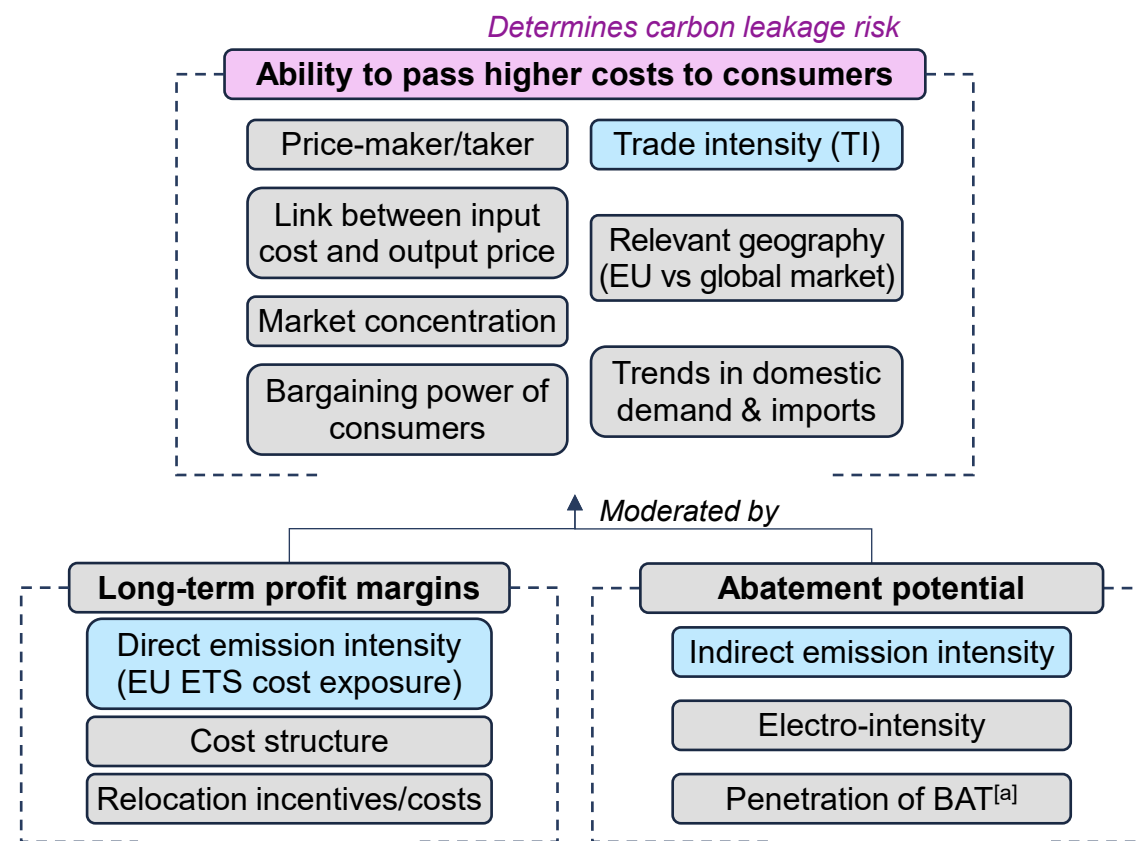 Determines carbon leakage risk
Ability to pass higher costs to consumers
Price-maker/taker
Link between input
cost and output price
Market concentration
Bargaining power of
consumers
Trade intensity (TI)
Relevant geography
(EU vs global market)
Trends in domestic
demand & imports
Moderated by
Long-term profit margins
Direct emission intensity
(EU ETS cost exposure)
Cost structure
Relocation incentives/costs
Abatement potential
Indirect emission intensity
Electro-intensity
Penetration of BAT[a]